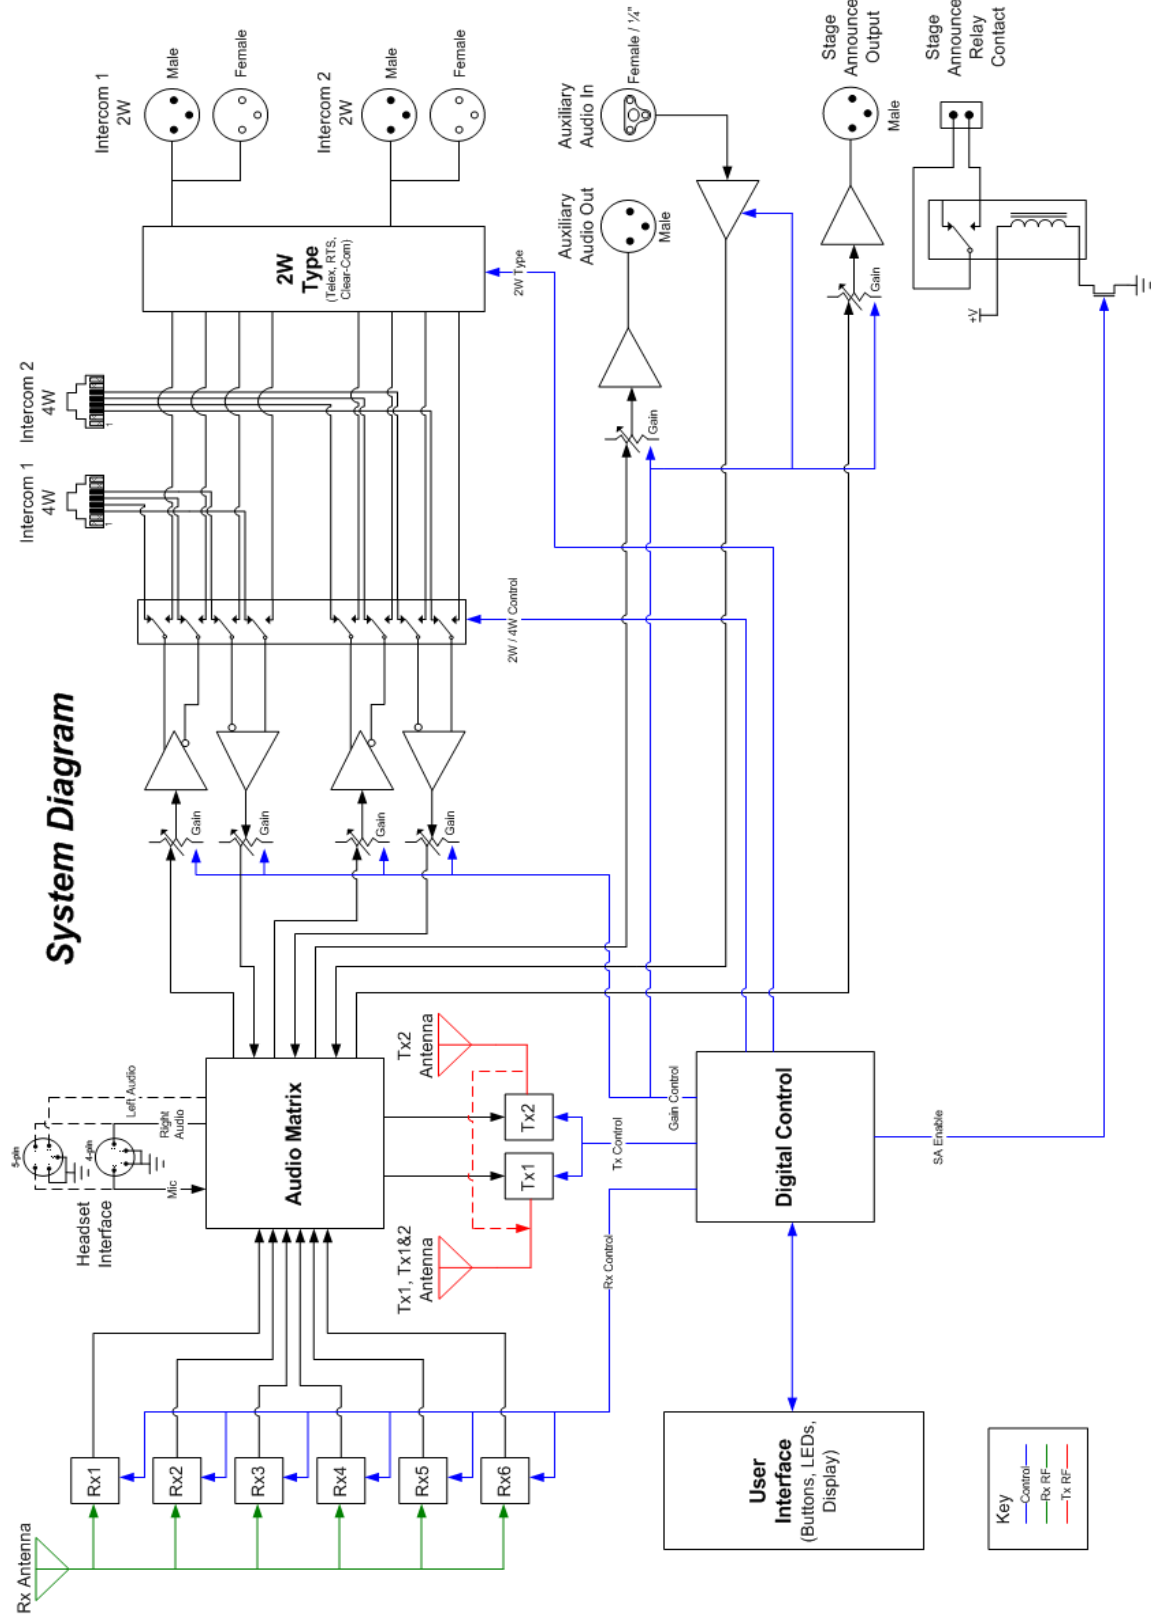 System Diagram
Rx Antenna
Rx1
Rx2
Rx3
Rx4
Rx5
Rx6
Headset
Interface
5-pin
4-pin
Mic
Right
Audio
Left Audio
Audio Matrix
Tx1, Tx1&2
Antenna
Tx2
Antenna
Tx1
Tx2
Rx Control
Tx Control
Gain Control
Digital Control
SA Enable
User
Interface
(Buttons, LEDs,
Display)
Key
Control
Rx RF
Tx RF
Gain
Gain
Gain
Gain
2W / 4W Control
Intercom 1
4W
1
Intercom 2
4W
1
2W
Type
(Telex, RTS,
Clear-Com)
2W Type
Intercom 1
2W
Male
Female
Intercom 2
2W
Male
Female
Auxiliary
Audio Out
Male
Gain
Auxiliary
Audio In
Female / ¼"
Stage
Announce
Output
Male
Gain
Stage
Announce
Relay
Contact
+V